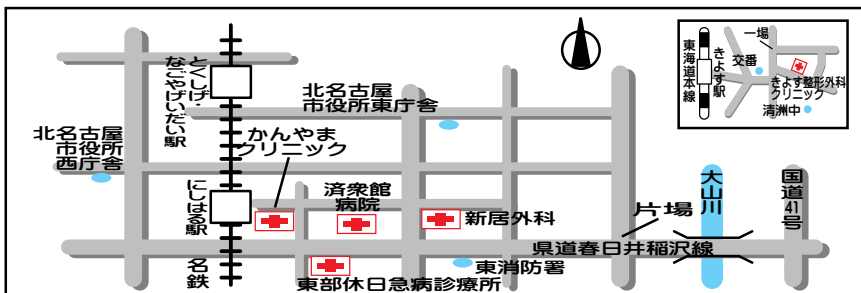 とくしげ・
なごやげいだい駅
北名古屋
市役所東庁舎
北名古屋
市役所
西庁舎
かんやま
クリニック
にしはる駅
済衆館
病院
新居外科
片場
大山川
国道41号
県道春日井稲沢線
名鉄
東消防署
東部休日急病診療所
一場
東海道本線
きよす駅
交番
きよす整形外科
クリニック
清洲中